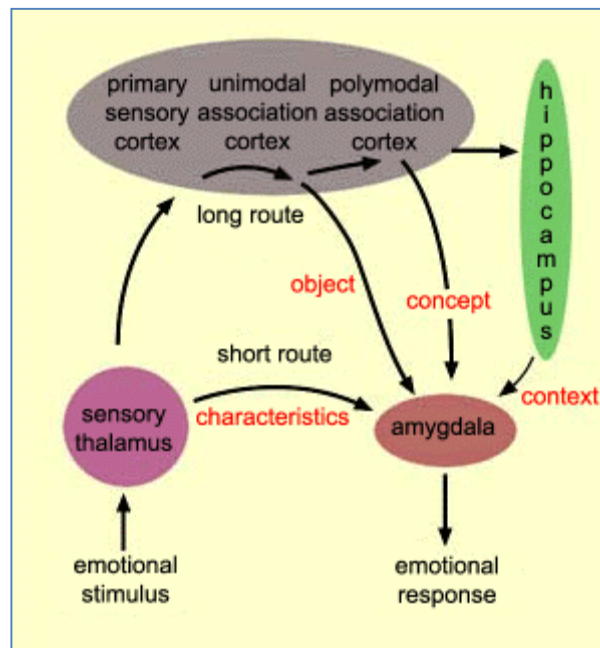 primary
sensory
cortex
unimodal
association
cortex
polymodal
association
cortex
hippocampus
long route
object
concept
short route
characteristics
context
sensory
thalamus
amygdala
emotional
stimulus
emotional
response